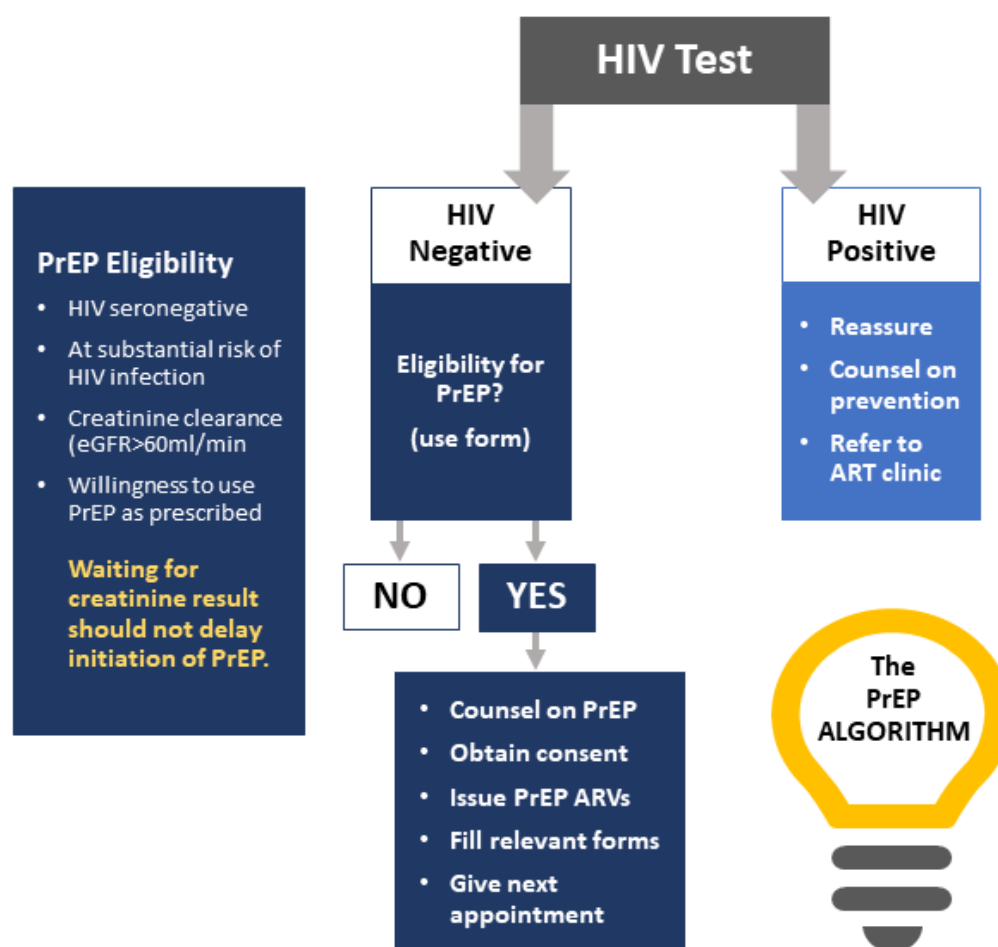 HIV Test
PrEP Eligibility
• HIV seronegative
• At substantial risk of
HIV infection
• Creatinine clearance
(eGFR>60ml/min
• Willingness to use
PrEP as prescribed
Waiting for
creatinine result
should not delay
initiation of PrEP.
HIV
Negative
Eligibility for
PrEP?
(use form)
NO
YES
• Counsel on PrEP
• Obtain consent
• Issue PrEP ARVs
• Fill relevant forms
• Give next
appointment
HIV
Positive
• Reassure
• Counsel on
prevention
• Refer to
ART clinic
The
PrEP
ALGORITHM